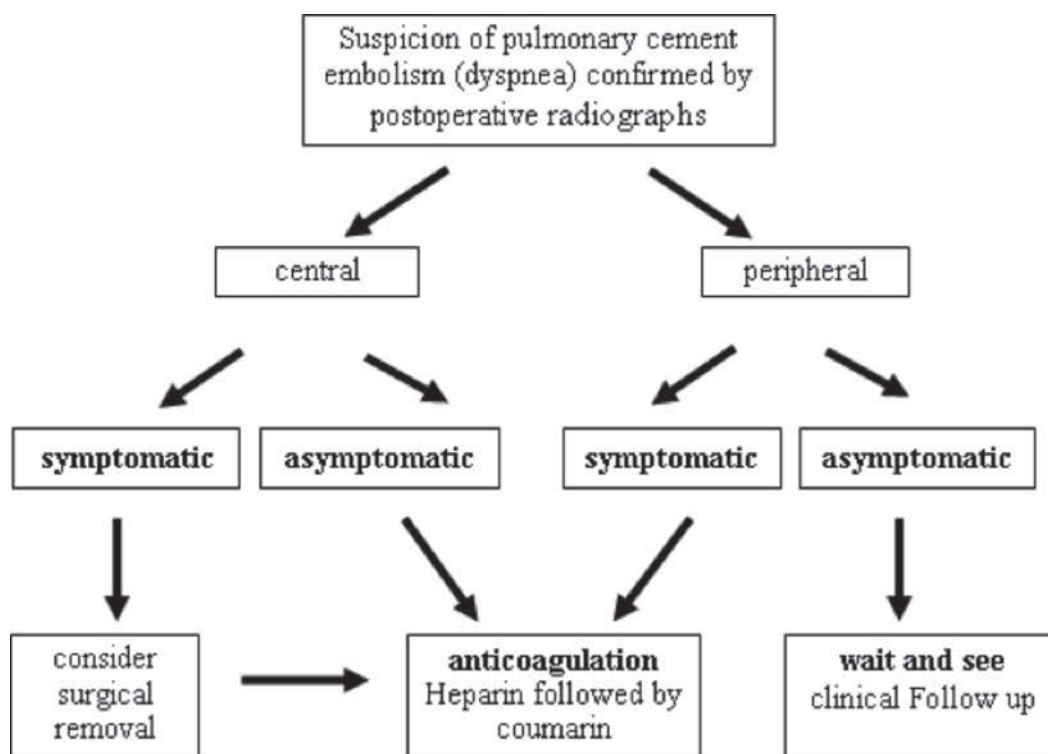 Suspicion of pulmonary cement
embolism (dyspnea) confirmed by
postoperative radiographs
central
peripheral
symptomatic
asymptomatic
symptomatic
asymptomatic
consider
surgical
removal
anticoagulation
Heparin followed by
coumarin
wait and see
clinical Follow up